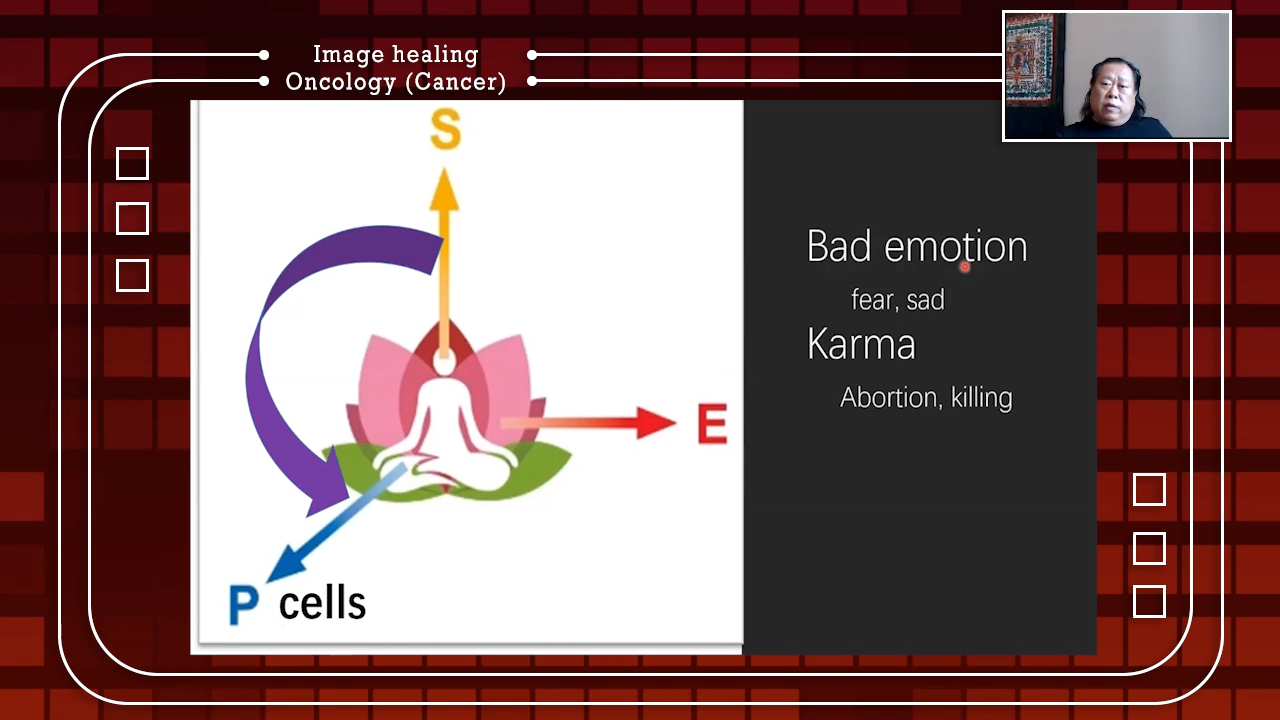 Image healing
Oncology (Cancer)
S
E
P cells
Bad emotion
fear, sad
Karma
Abortion, killing